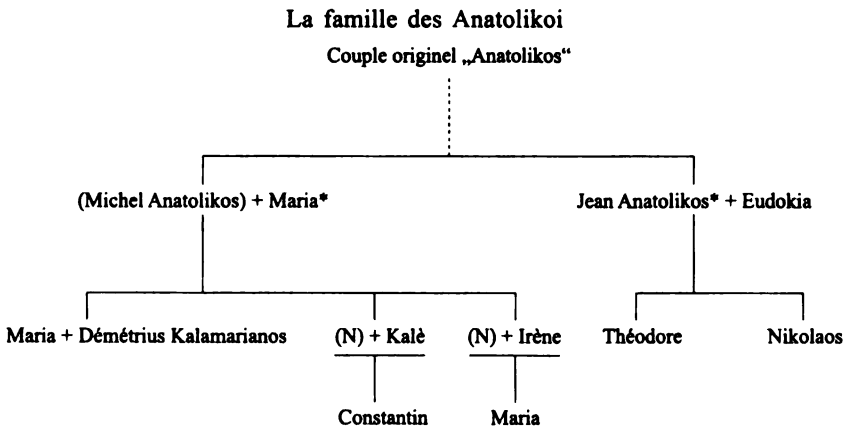 La famille des Anatolikoi
Couple originel „Anatolikos“
(Michel Anatolikos) + Maria*
Jean Anatolikos* + Eudokia
Maria + Démétrius Kalamarianos
(N) + Kalè
(N) + Irène
Théodore
Nikolaos
Constantin
Maria